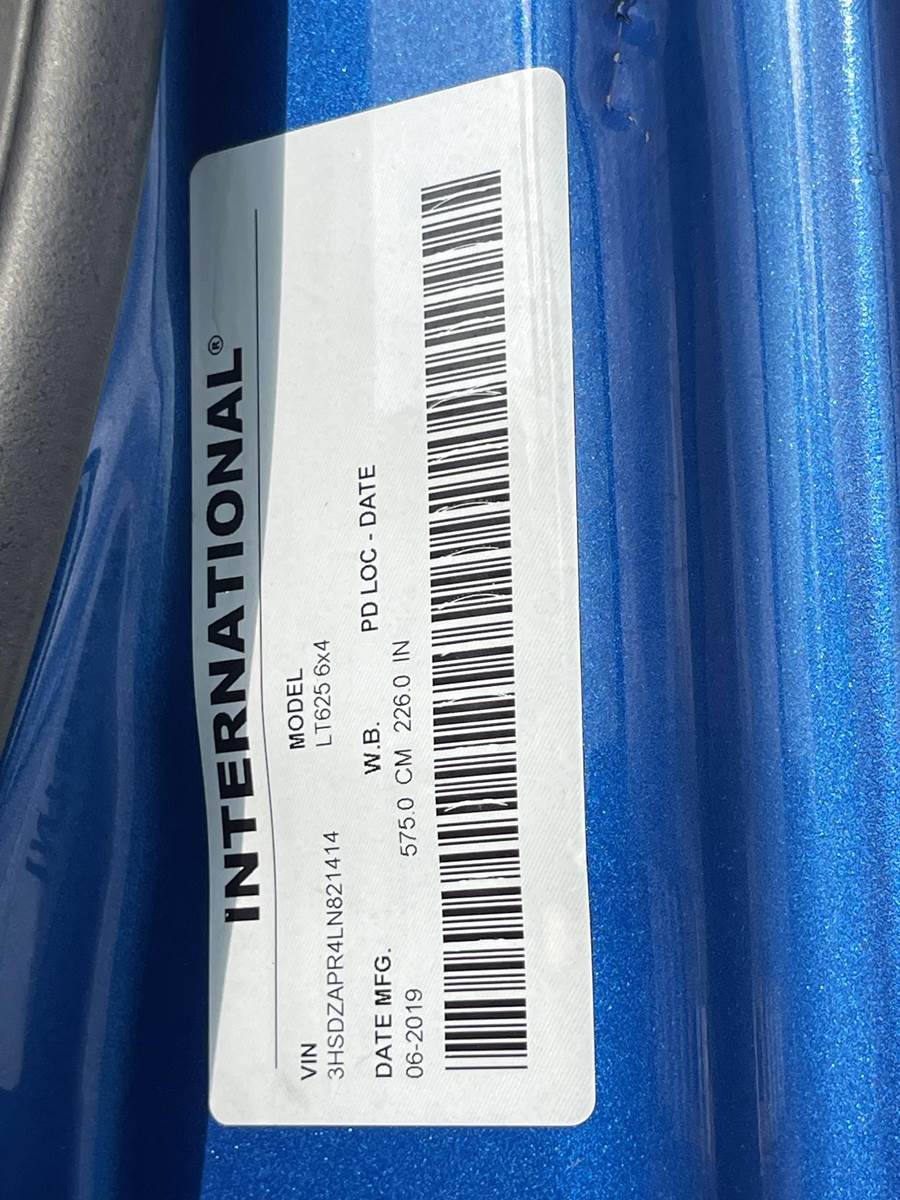 INTERNATIONAL®
VIN MODEL
3HSDZAPR4LN821414 LT625 6x4
DATE MFG. W.B. PD LOC - DATE
06-2019 575.0 CM 226.0 IN